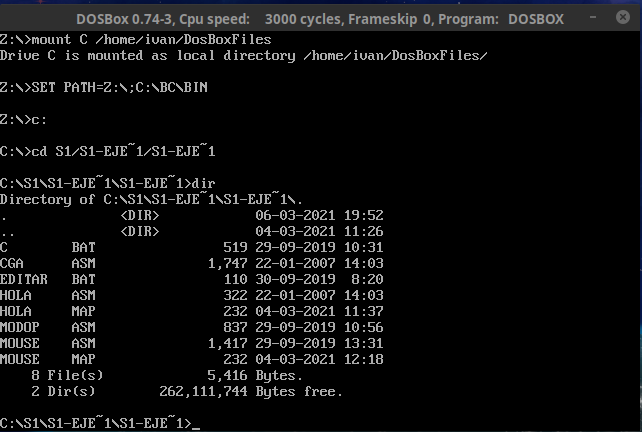 DOSBox 0.74-3, Cpu speed:    3000 cycles, Frameskip  0, Program:   DOSBOX
Z:\>mount C /home/ivan/DosBoxFiles
Drive C is mounted as local directory /home/ivan/DosBoxFiles/
Z:\>SET PATH=Z:\;C:\BC\BIN
Z:\>c:
C:\>cd S1/S1-EJE~1/S1-EJE~1
C:\S1\S1-EJE~1\S1-EJE~1>dir
Directory of C:\S1\S1-EJE~1\S1-EJE~1\.
.              <DIR>            06-03-2021 19:52
..             <DIR>            04-03-2021 11:26
C        BAT                519 29-09-2019 10:31
CGA      ASM              1,747 22-01-2007 14:03
EDITAR   BAT                110 30-09-2019  8:20
HOLA     ASM                322 22-01-2007 14:03
HOLA     MAP                232 04-03-2021 11:37
MODOP    ASM                837 29-09-2019 10:56
MOUSE    ASM              1,417 29-09-2019 13:31
MOUSE    MAP                232 04-03-2021 12:18
    8 File(s)             5,416 Bytes.
    2 Dir(s)        262,111,744 Bytes free.
C:\S1\S1-EJE~1\S1-EJE~1>_